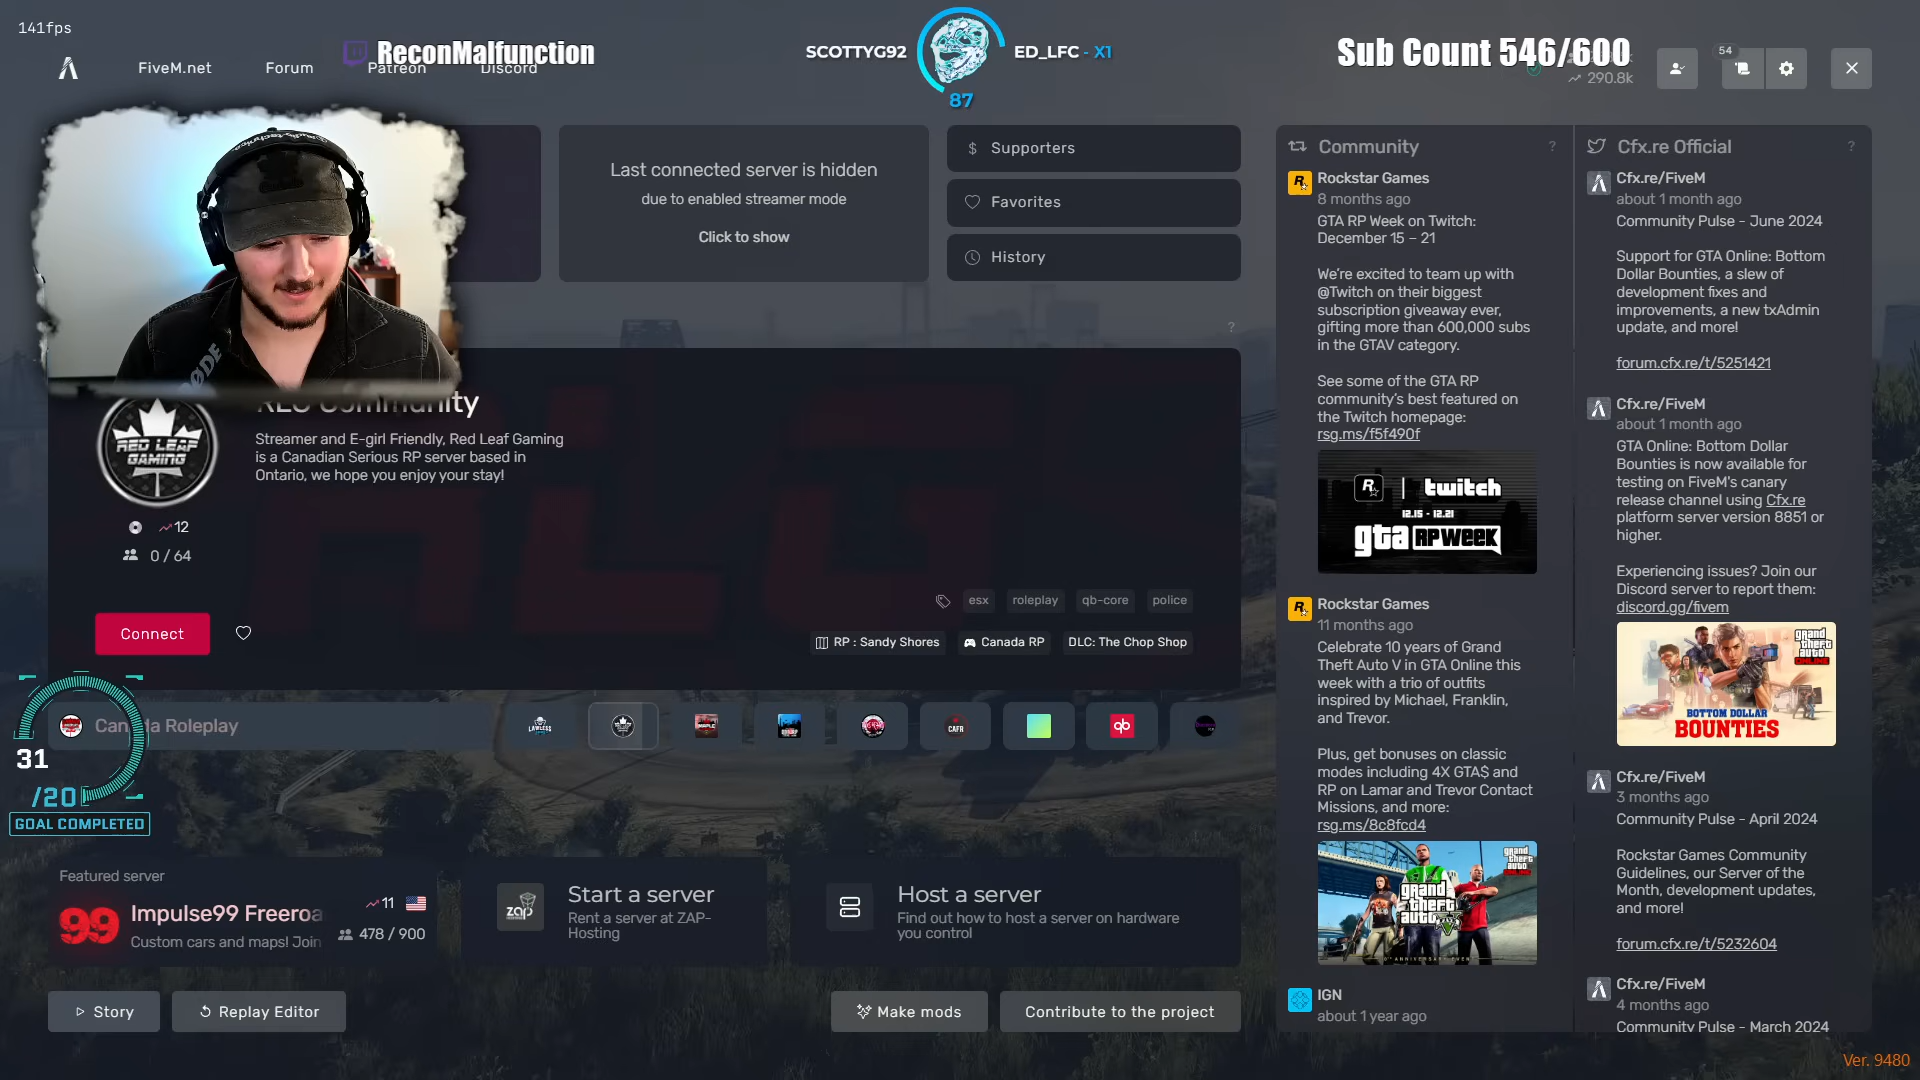 141fps
ReconMalfunction
SCOTTYG92
ED_LFC - X1
87
Sub Count 546/600
FiveM.net
Forum
Patreon
Discord
290.8k
54
Last connected server is hidden
due to enabled streamer mode
Click to show
Supporters
Favorites
History
?
Community
RED LEAF
GAMING
Streamer and E-girl Friendly, Red Leaf Gaming
is a Canadian Serious RP server based in
Ontario, we hope you enjoy your stay!
12
0 / 64
esx
roleplay
qb-core
police
Connect
RP : Sandy Shores
Canada RP
DLC: The Chop Shop
Canada Roleplay
LAWLESS
CAFR
qb
31
/20
GOAL COMPLETED
Featured server
99
Impulse99 Freeroa
Custom cars and maps! Join
11
478 / 900
zap
Start a server
Rent a server at ZAP-
Hosting
Host a server
Find out how to host a server on hardware
you control
Story
Replay Editor
Make mods
Contribute to the project
Community
?
Rockstar Games
8 months ago
GTA RP Week on Twitch:
December 15 – 21
We're excited to team up with
@Twitch on their biggest
subscription giveaway ever,
gifting more than 600,000 subs
in the GTAV category.
See some of the GTA RP
community's best featured on
the Twitch homepage:
rsg.ms/f5f490f
R | twitch
12.15 - 12.21
gta RP WEEK
Rockstar Games
11 months ago
Celebrate 10 years of Grand
Theft Auto V in GTA Online this
week with a trio of outfits
inspired by Michael, Franklin,
and Trevor.
Plus, get bonuses on classic
modes including 4X GTA$ and
RP on Lamar and Trevor Contact
Missions, and more:
rsg.ms/8c8fcd4
grand
theft
auto
V
IGN
about 1 year ago
Cfx.re Official
?
Cfx.re/FiveM
about 1 month ago
Community Pulse - June 2024
Support for GTA Online: Bottom
Dollar Bounties, a slew of
development fixes and
improvements, a new txAdmin
update, and more!
forum.cfx.re/t/5251421
Cfx.re/FiveM
about 1 month ago
GTA Online: Bottom Dollar
Bounties is now available for
testing on FiveM's canary
release channel using Cfx.re
platform server version 8851 or
higher.
Experiencing issues? Join our
Discord server to report them:
discord.gg/fivem
grand
theft
auto
ONLINE
BOTTOM DOLLAR
BOUNTIES
Cfx.re/FiveM
3 months ago
Community Pulse - April 2024
Rockstar Games Community
Guidelines, our Server of the
Month, development updates,
and more!
forum.cfx.re/t/5232604
Cfx.re/FiveM
4 months ago
Community Pulse - March 2024
Ver. 9480